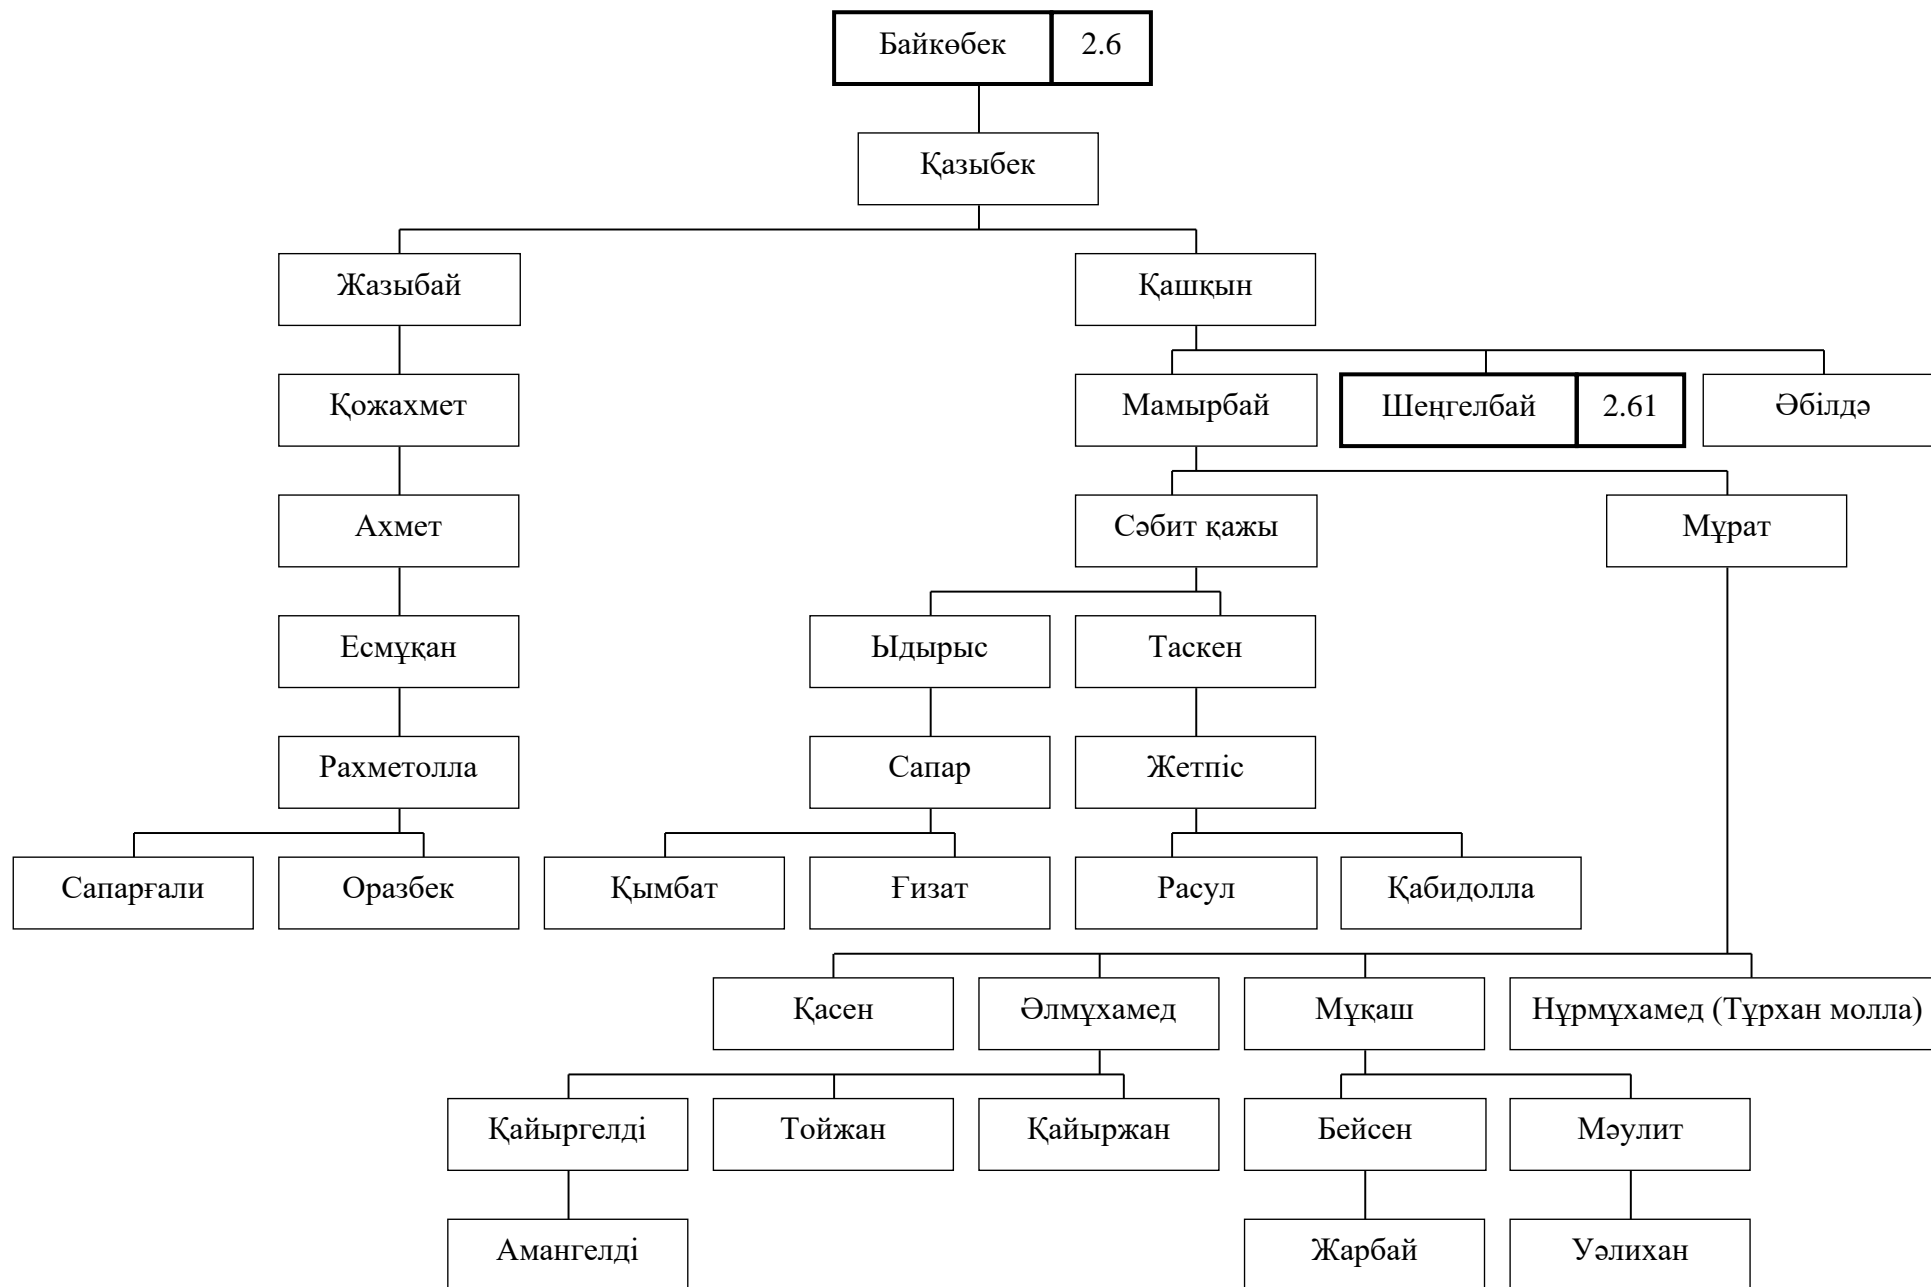 Байкөбек 2.6
Қазыбек
Жазыбай Қашқын
Қожахмет Мамырбай Шеңгелбай 2.61 Әбілдә
Ахмет Сәбит қажы Мұрат
Есмұқан Ыдырыс Таскен
Рахметолла Сапар Жетпіс
Сапарғали Оразбек Қымбат Ғизат Расул Қабидолла
Қасен Әлмұхамед Мұқаш Нұрмұхамед (Тұрхан молла)
Қайыргелді Тойжан Қайыржан Бейсен Мәулит
Амангелді Жарбай Уәлихан